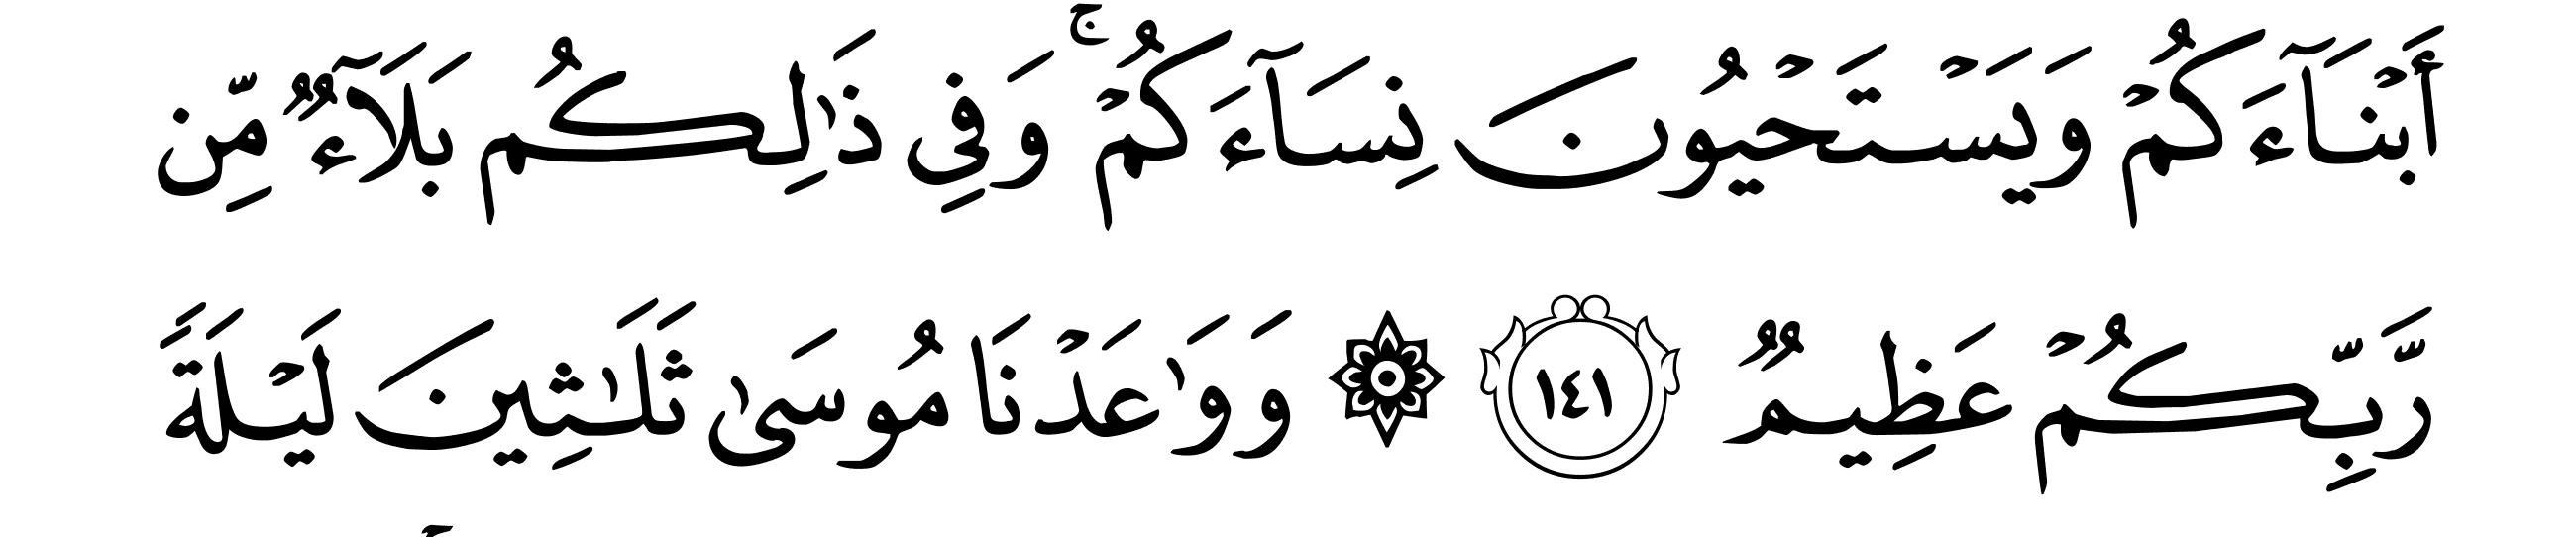 أَبْنَآءَكُمْ وَيَسْتَحْيُونَ نِسَآءَكُمْ ۚ وَفِي ذَٰلِكُم بَلَآءٌ مِّن
رَّبِّكُمْ عَظِيمٌ ١٤١ ۞ وَوَٰعَدْنَا مُوسَىٰ ثَلَٰثِينَ لَيْلَةً